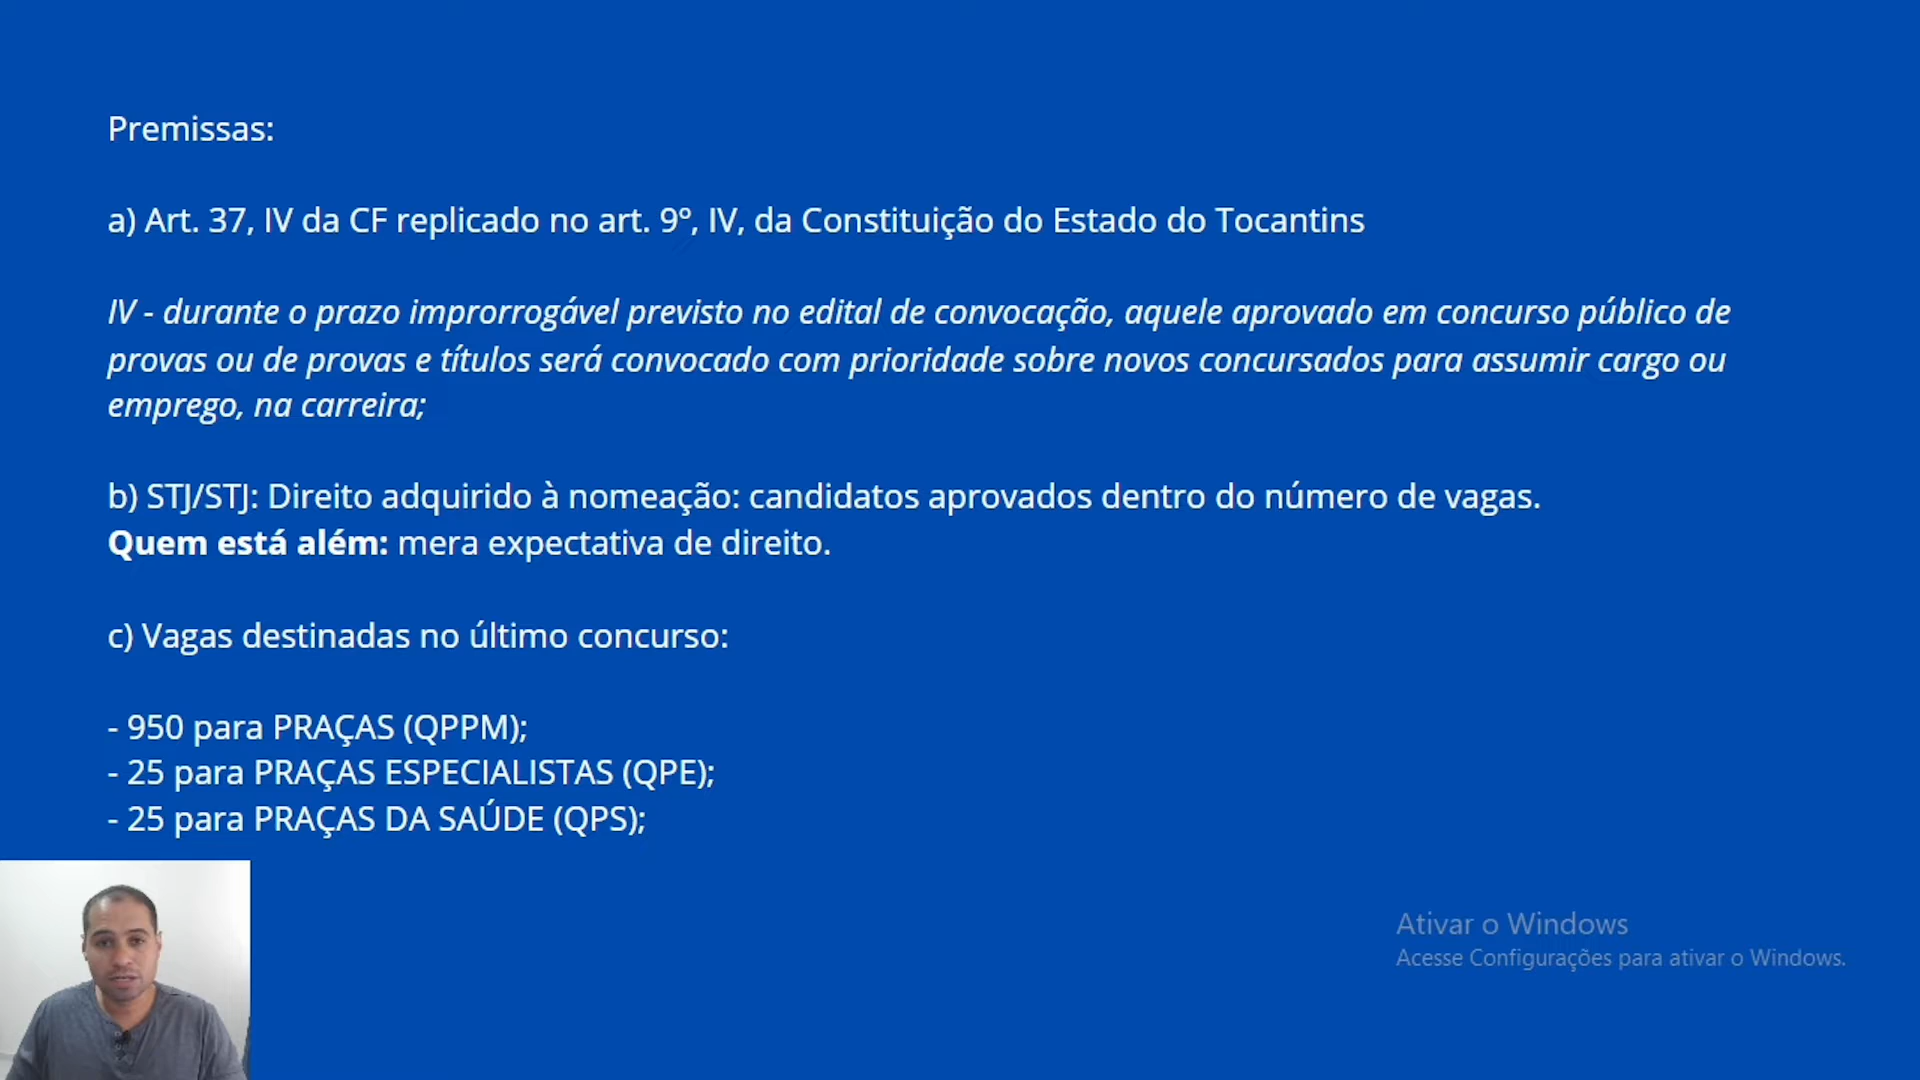 Premissas:
a) Art. 37, IV da CF replicado no art. 9º, IV, da Constituição do Estado do Tocantins
IV - durante o prazo improrrogável previsto no edital de convocação, aquele aprovado em concurso público de
provas ou de provas e títulos será convocado com prioridade sobre novos concursados para assumir cargo ou
emprego, na carreira;
b) STJ/STJ: Direito adquirido à nomeação: candidatos aprovados dentro do número de vagas.
Quem está além: mera expectativa de direito.
c) Vagas destinadas no último concurso:
- 950 para PRAÇAS (QPPM);
- 25 para PRAÇAS ESPECIALISTAS (QPE);
- 25 para PRAÇAS DA SAÚDE (QPS);
Ativar o Windows
Acesse Configurações para ativar o Windows.